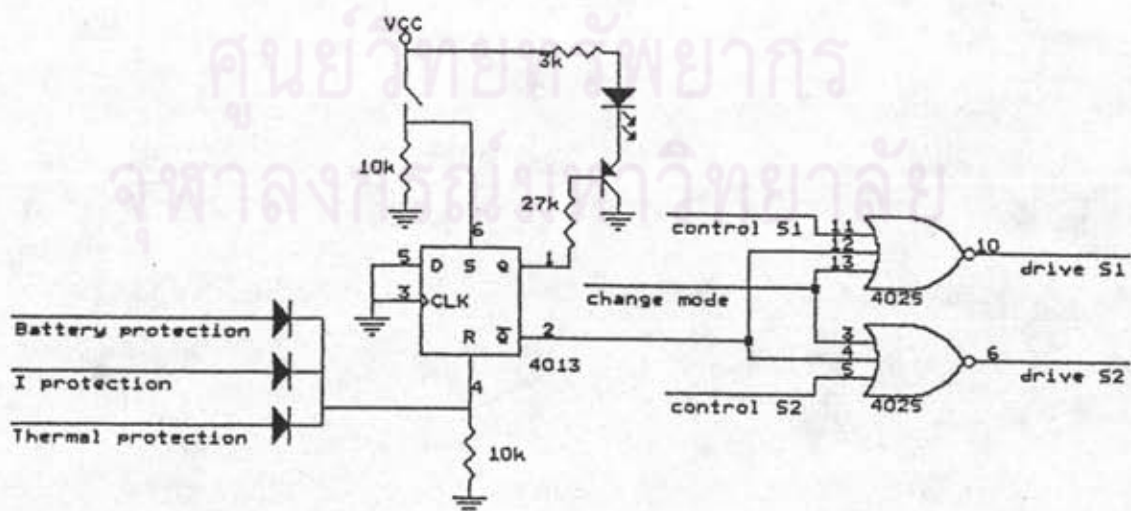 VCC
3k
ศูนย์วิทยทรัพยากร
10k
จุฬาลงกรณ์มหาวิทยาลัย
27k
6
control S1
11
12
13
10
drive S1
4025
5 D S Q 1
3 CLK
change mode
R Q 2
4013
Battery protection
I protection
4
Thermal protection
3
4
5
6
drive S2
4025
control S2
10k